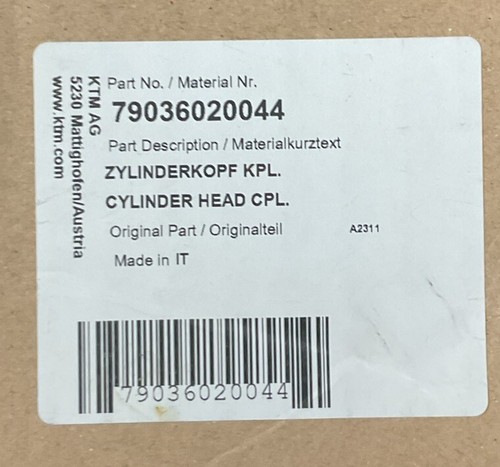 KTM AG
5230 Mattighofen/Austria
www.ktm.com
Part No. / Material Nr.
79036020044
Part Description / Materialkurztext
ZYLINDERKOPF KPL.
CYLINDER HEAD CPL.
Original Part / Originalteil A2311
Made in IT
79036020044